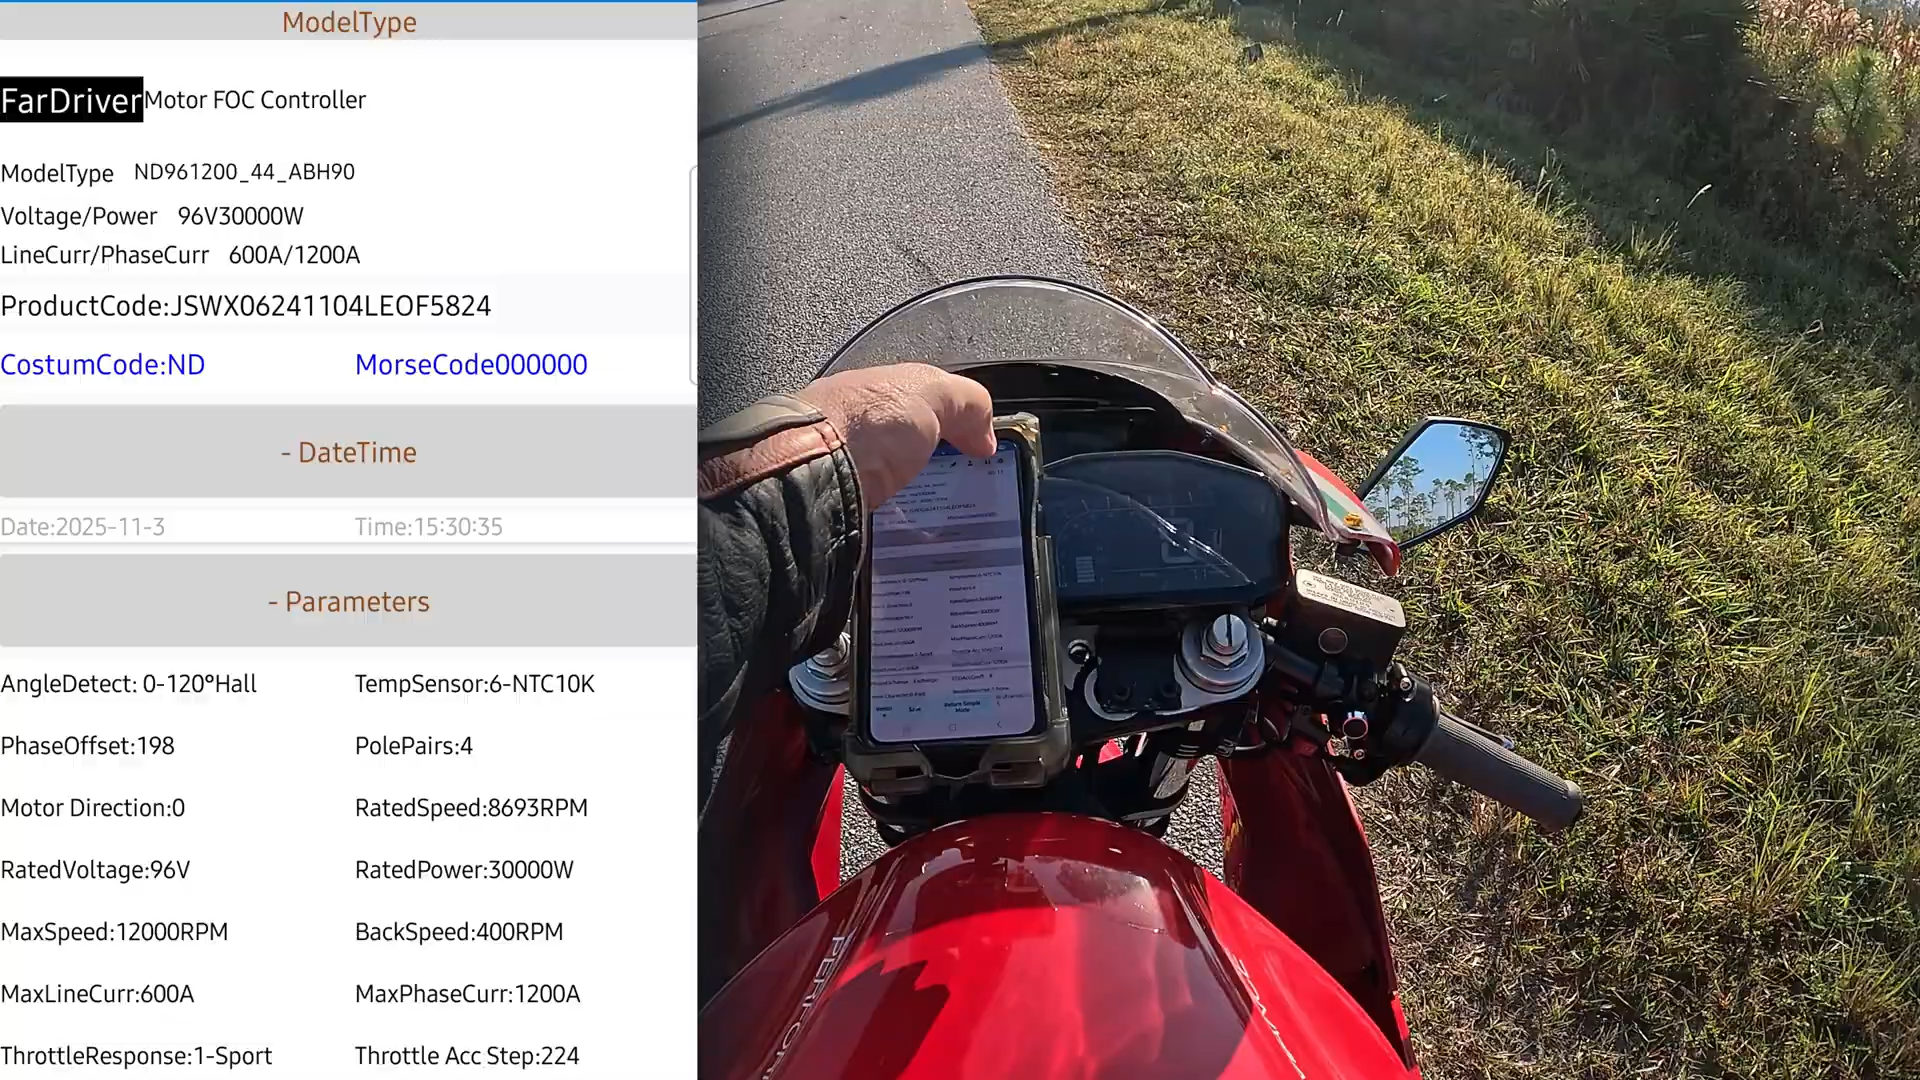 ModelType
FarDriver Motor FOC Controller
ModelType ND961200_44_ABH90
Voltage/Power 96V30000W
LineCurr/PhaseCurr 600A/1200A
ProductCode:JSWX06241104LEOF5824
CostumCode:ND MorseCode000000
- DateTime
Date:2025-11-3 Time:15:30:35
- Parameters
AngleDetect: 0-120°Hall TempSensor:6-NTC10K
PhaseOffset:198 PolePairs:4
Motor Direction:0 RatedSpeed:8693RPM
RatedVoltage:96V RatedPower:30000W
MaxSpeed:12000RPM BackSpeed:400RPM
MaxLineCurr:600A MaxPhaseCurr:1200A
ThrottleResponse:1-Sport Throttle Acc Step:224